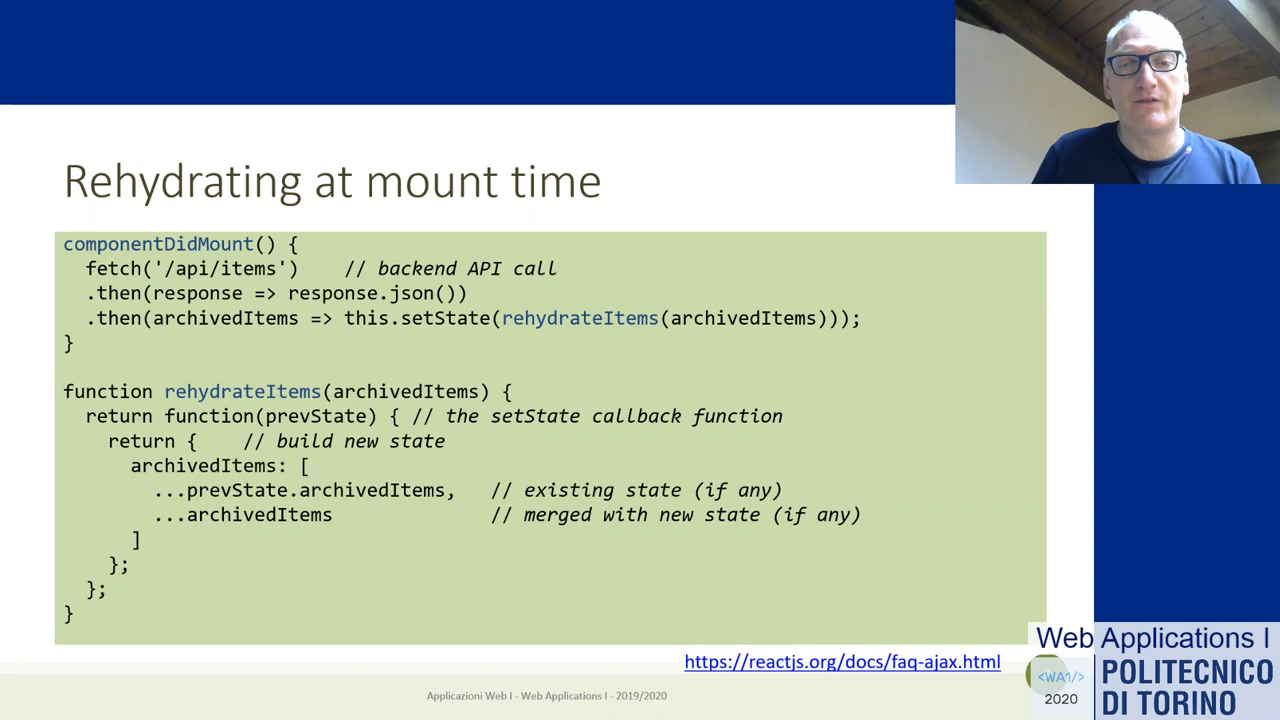 Rehydrating at mount time
componentDidMount() {
  fetch('/api/items')    // backend API call
  .then(response => response.json())
  .then(archivedItems => this.setState(rehydrateItems(archivedItems)));
}

function rehydrateItems(archivedItems) {
  return function(prevState) { // the setState callback function
    return {    // build new state
      archivedItems: [
        ...prevState.archivedItems,   // existing state (if any)
        ...archivedItems              // merged with new state (if any)
      ]
    };
  };
}
https://reactjs.org/docs/faq-ajax.html
Applicazioni Web I - Web Applications I - 2019/2020
Web Applications I
<WA1/>
2020
POLITECNICO
DI TORINO